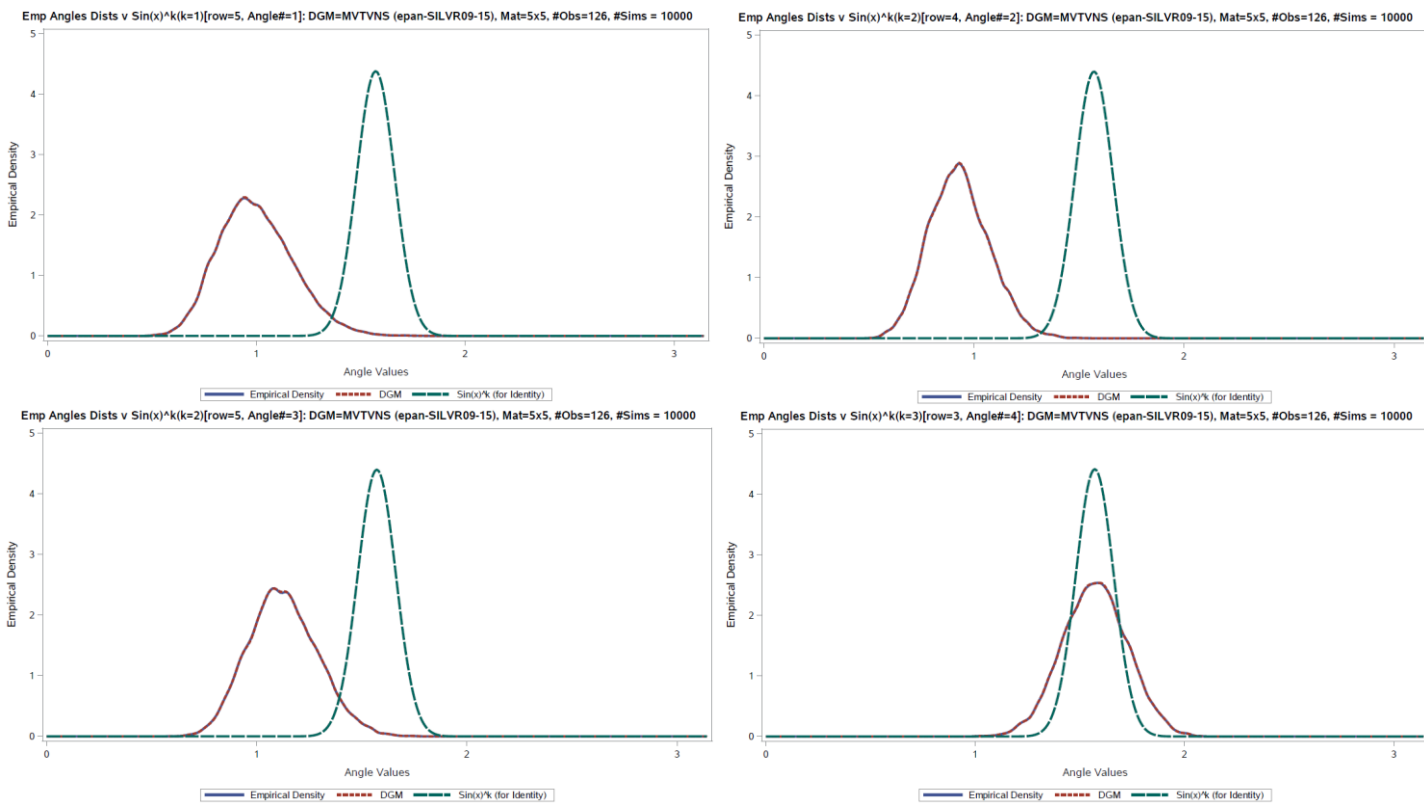 Emp Angles Dists v Sin(x)^k(k=1)[row=5, Angle#=1]: DGM=MVTVNS (epan-SILVR09-15), Mat=5x5, #Obs=126, #Sims = 10000
5
4
3
2
1
0
Empirical Density
0 1 2 3
Angle Values
Empirical Density DGM Sin(x)^k (for Identity)
Emp Angles Dists v Sin(x)^k(k=2)[row=4, Angle#=2]: DGM=MVTVNS (epan-SILVR09-15), Mat=5x5, #Obs=126, #Sims = 10000
5
4
3
2
1
0
Empirical Density
0 1 2 3
Angle Values
Empirical Density DGM Sin(x)^k (for Identity)
Emp Angles Dists v Sin(x)^k(k=2)[row=5, Angle#=3]: DGM=MVTVNS (epan-SILVR09-15), Mat=5x5, #Obs=126, #Sims = 10000
5
4
3
2
1
0
Empirical Density
0 1 2 3
Angle Values
Empirical Density DGM Sin(x)^k (for Identity)
Emp Angles Dists v Sin(x)^k(k=3)[row=3, Angle#=4]: DGM=MVTVNS (epan-SILVR09-15), Mat=5x5, #Obs=126, #Sims = 10000
5
4
3
2
1
0
Empirical Density
0 1 2 3
Angle Values
Empirical Density DGM Sin(x)^k (for Identity)